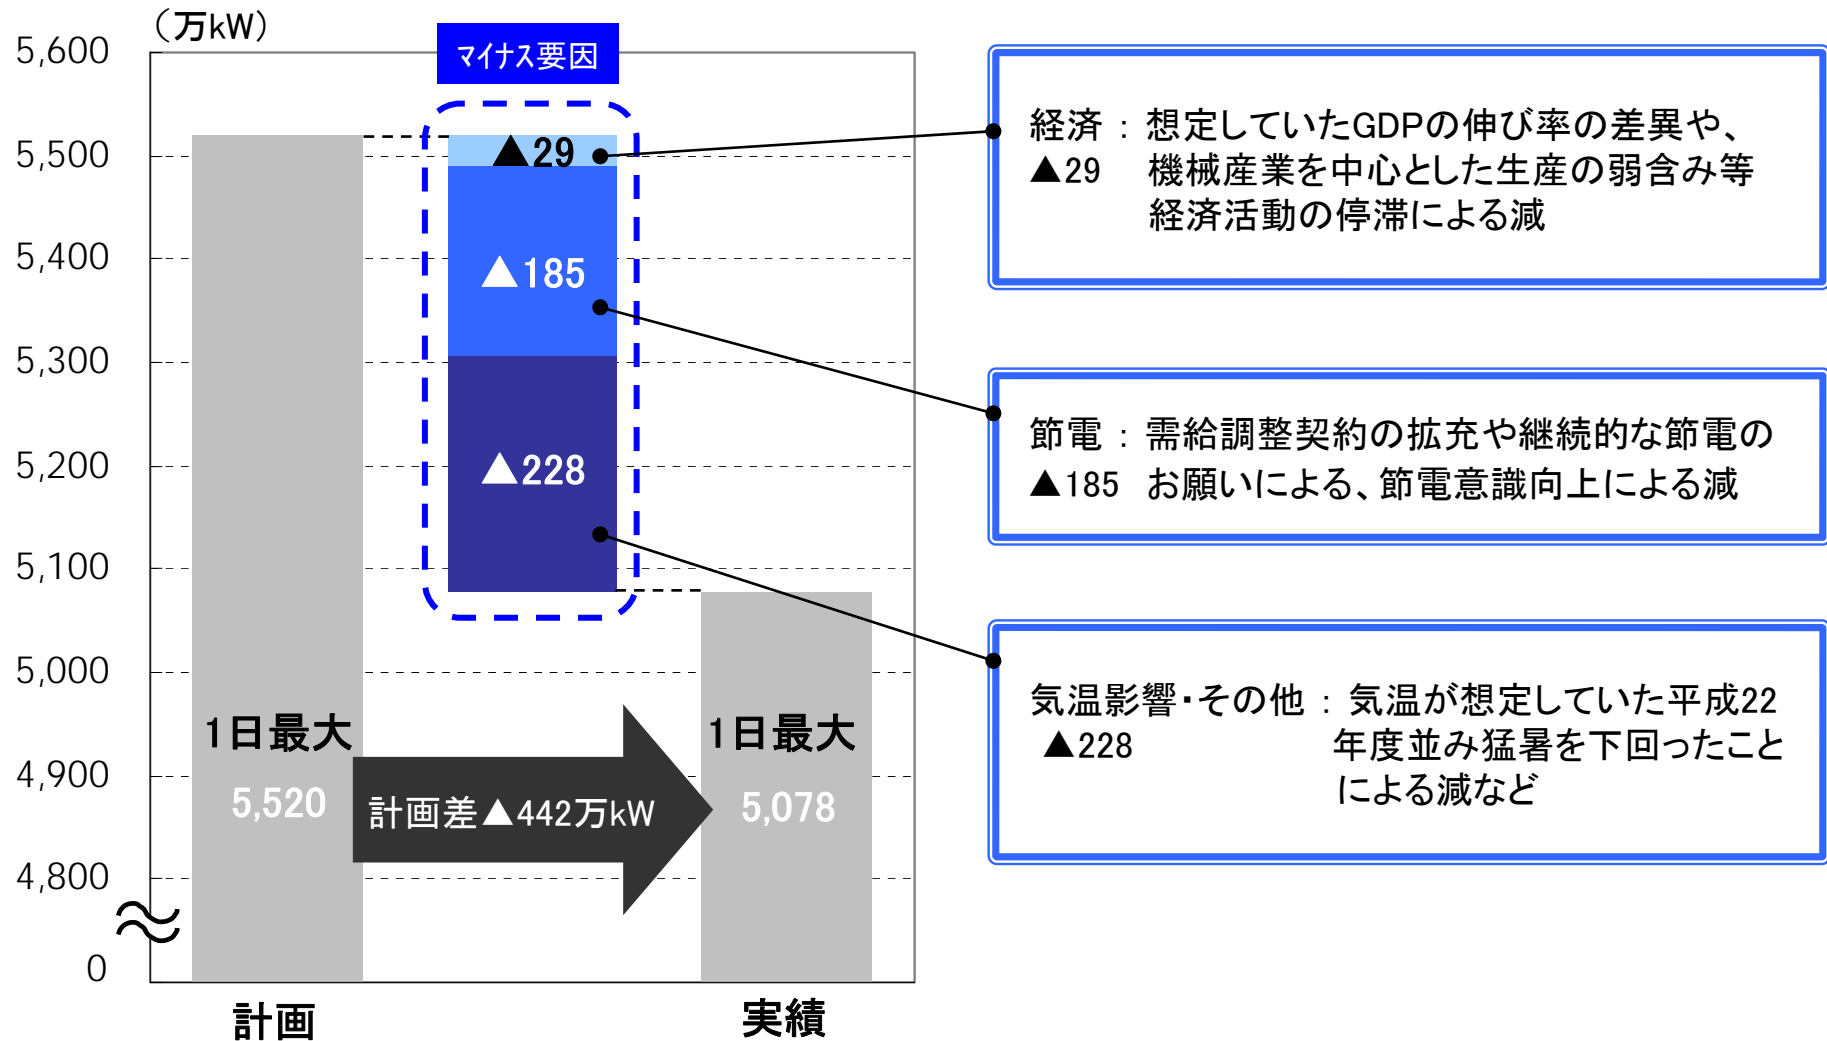 （万kW）
5,600
5,500
5,400
5,300
5,200
5,100
5,000
4,900
4,800
0
マイナス要因
▲29
△185
△228
1日最大
5,520
計画差▲442万kW
1日最大
5,078
計画
実績
経済 ： 想定していたGDPの伸び率の差異や、
▲29 機械産業を中心とした生産の弱含み等
経済活動の停滞による減
節電 ： 需給調整契約の拡充や継続的な節電の
▲185 お願いによる、節電意識向上による減
気温影響・その他 ： 気温が想定していた平成22
▲228 年度並み猛暑を下回ったこと
による減など